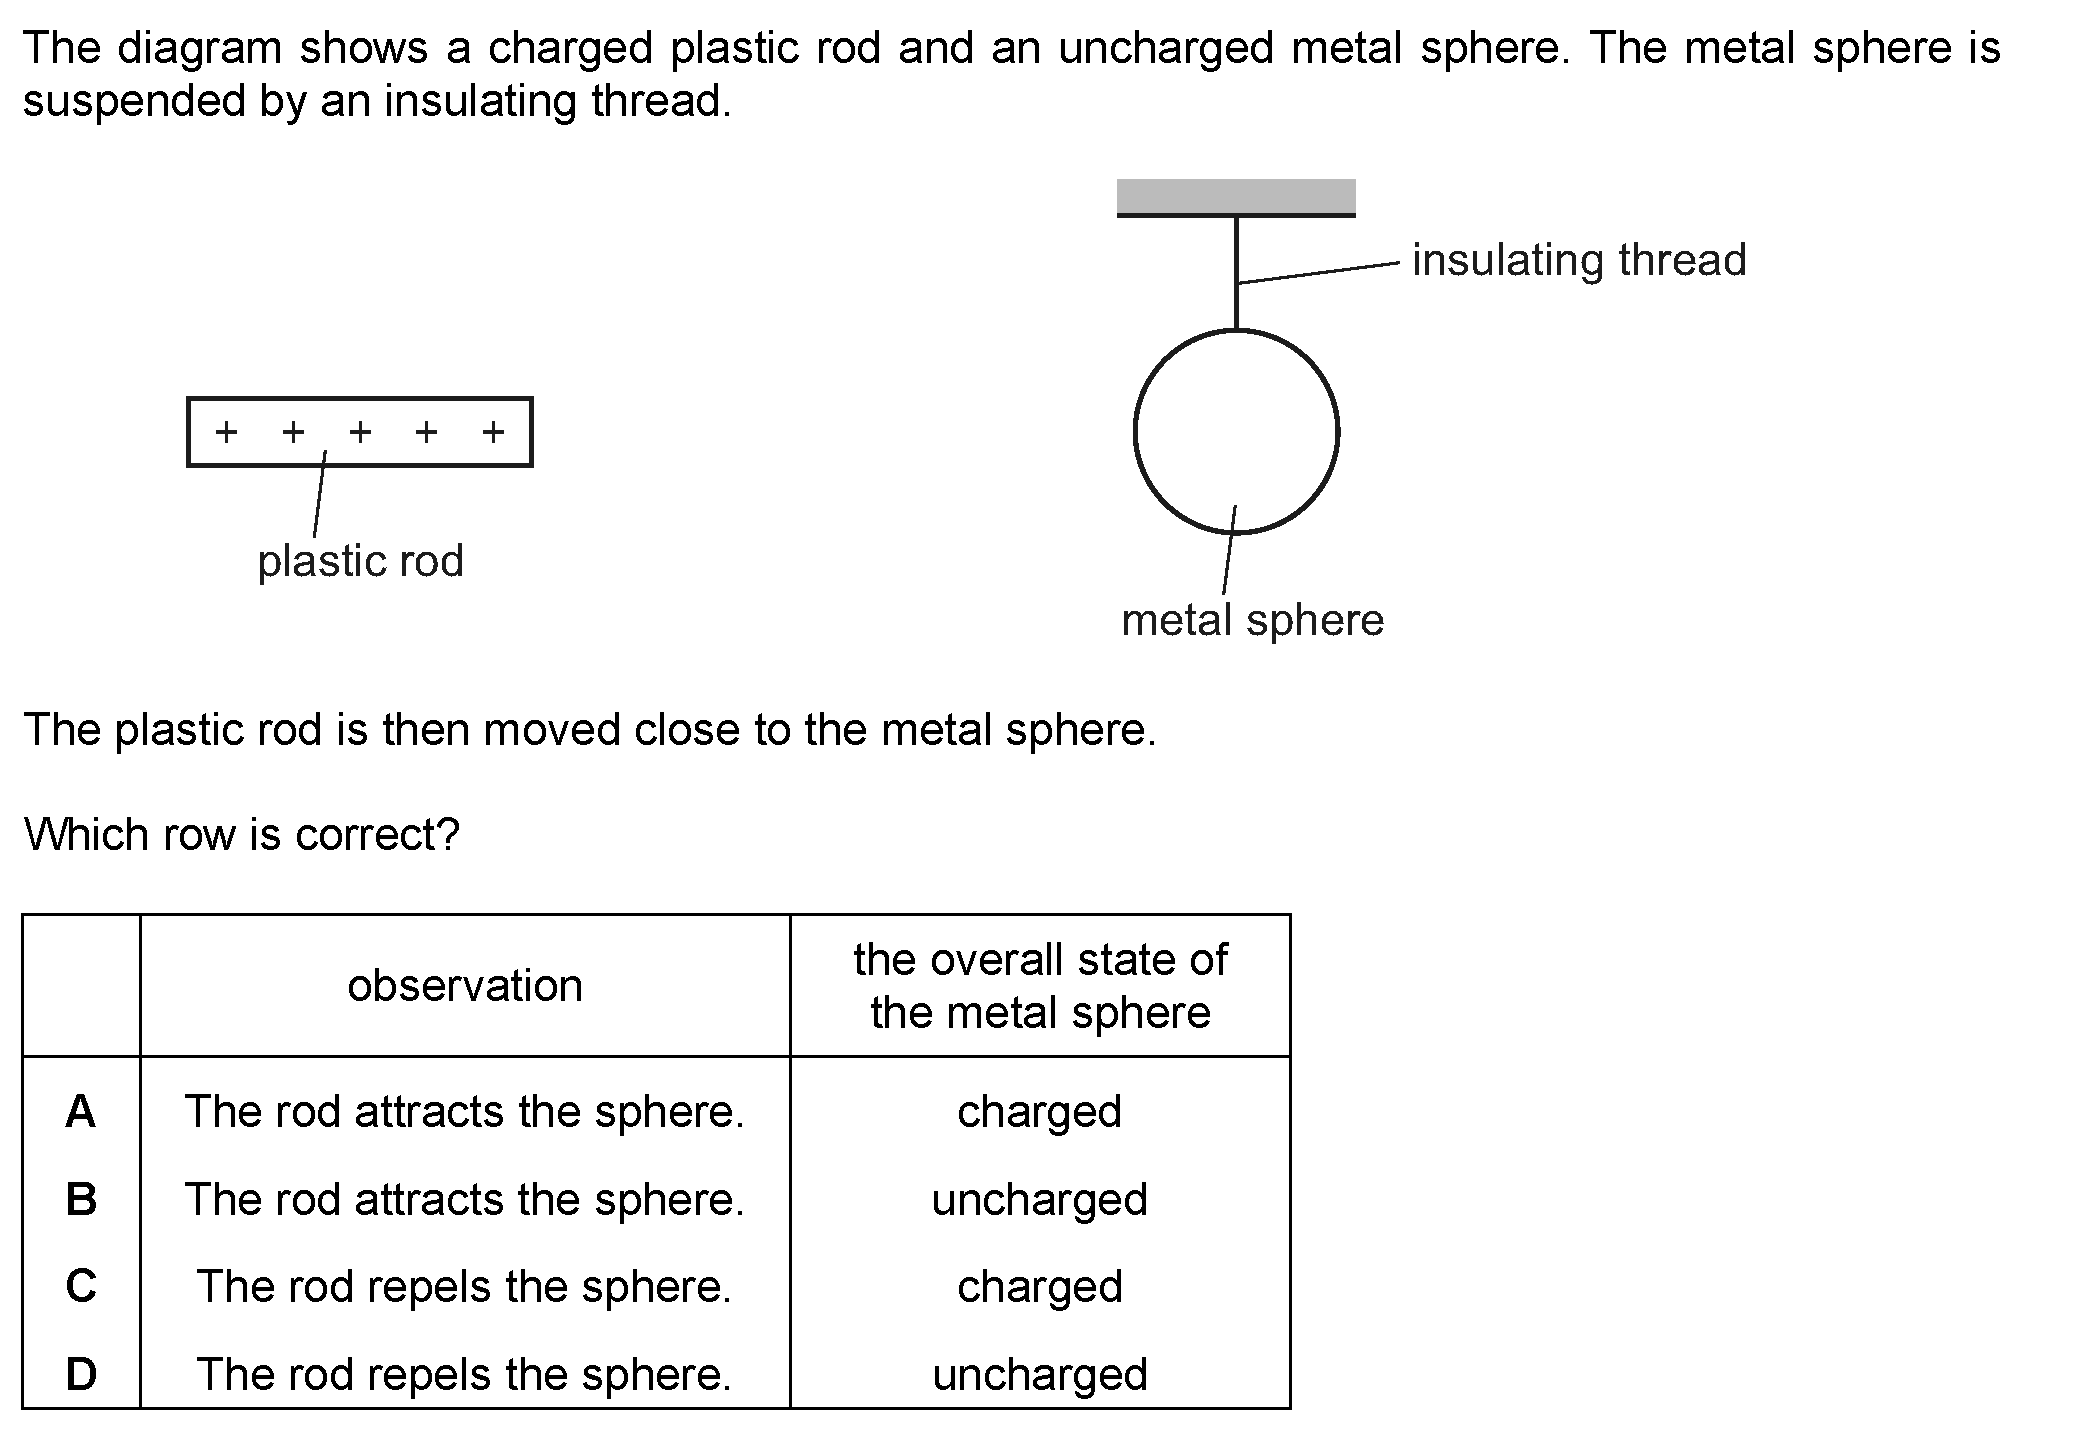 The diagram shows a charged plastic rod and an uncharged metal sphere. The metal sphere is
suspended by an insulating thread.
insulating thread
+ + + + +
plastic rod
metal sphere
The plastic rod is then moved close to the metal sphere.
Which row is correct?
observation
the overall state of
the metal sphere
A The rod attracts the sphere. charged
B The rod attracts the sphere. uncharged
C The rod repels the sphere. charged
D The rod repels the sphere. uncharged